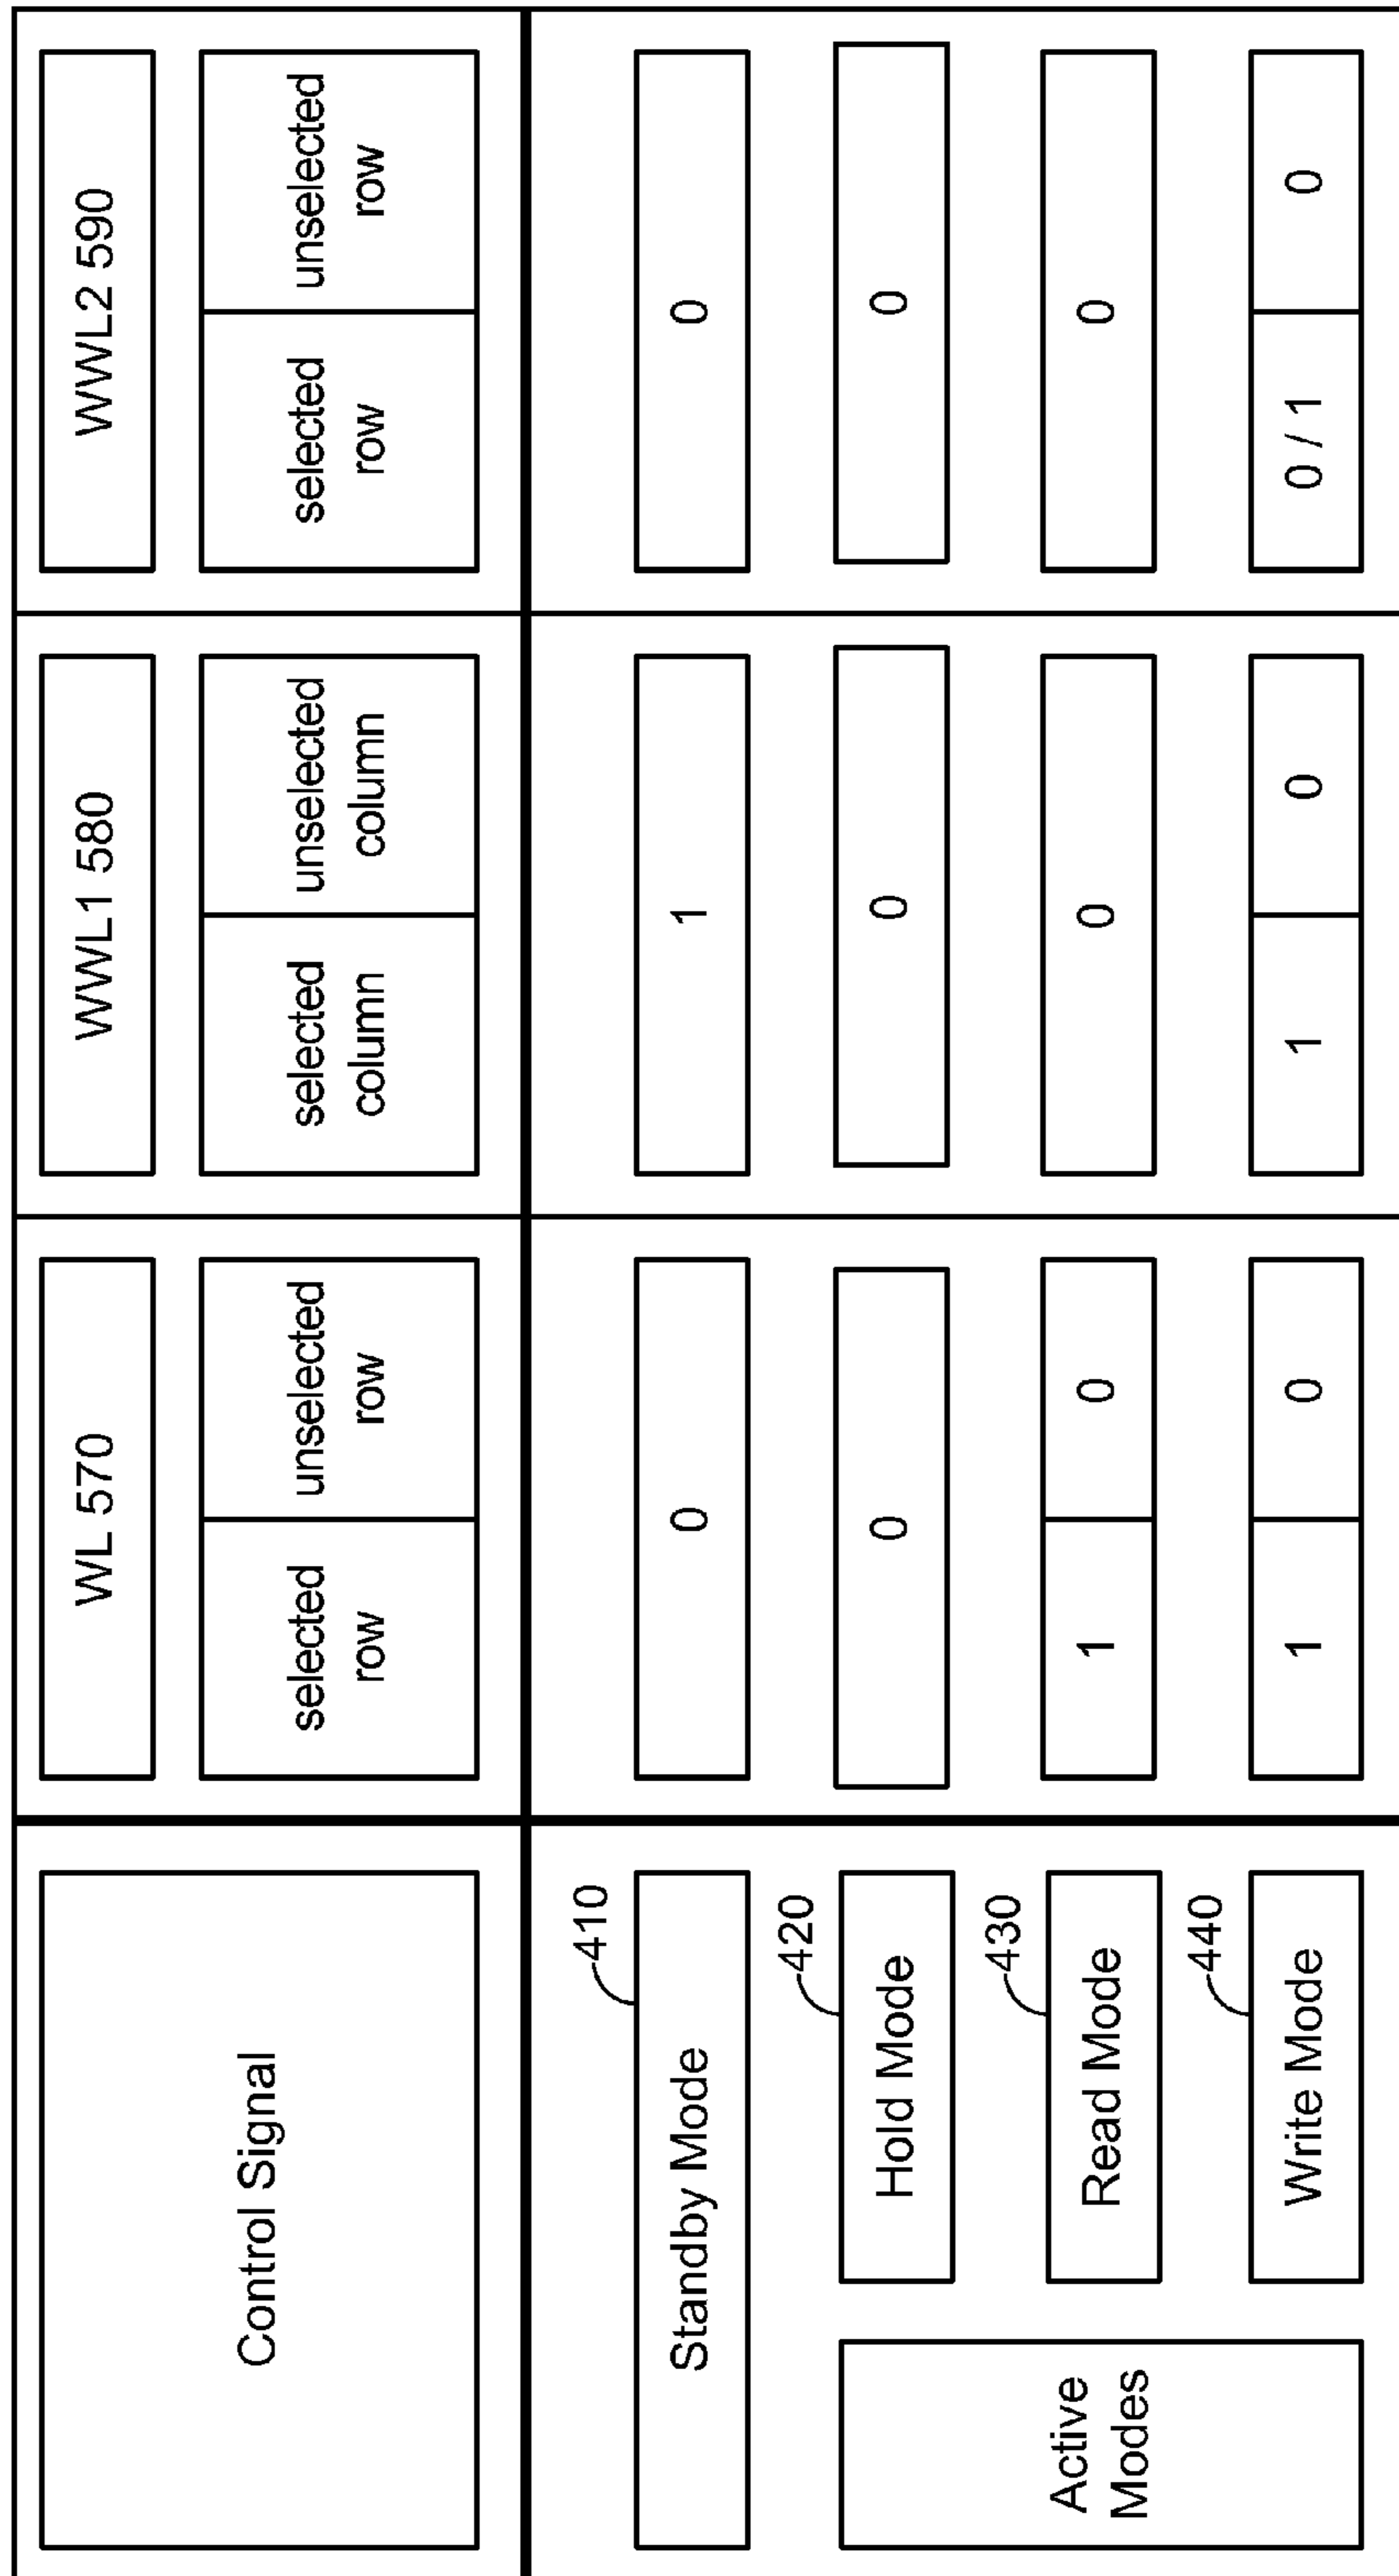 Control Signal
WL 570
WWL1 580
WWL2 590
selected row
unselected row
selected column
unselected column
selected row
unselected row
410
Standby Mode
0
1
0
Active Modes
420
Hold Mode
0
0
0
430
Read Mode
1
0
0
0
440
Write Mode
1
0
1
0
0 / 1
0